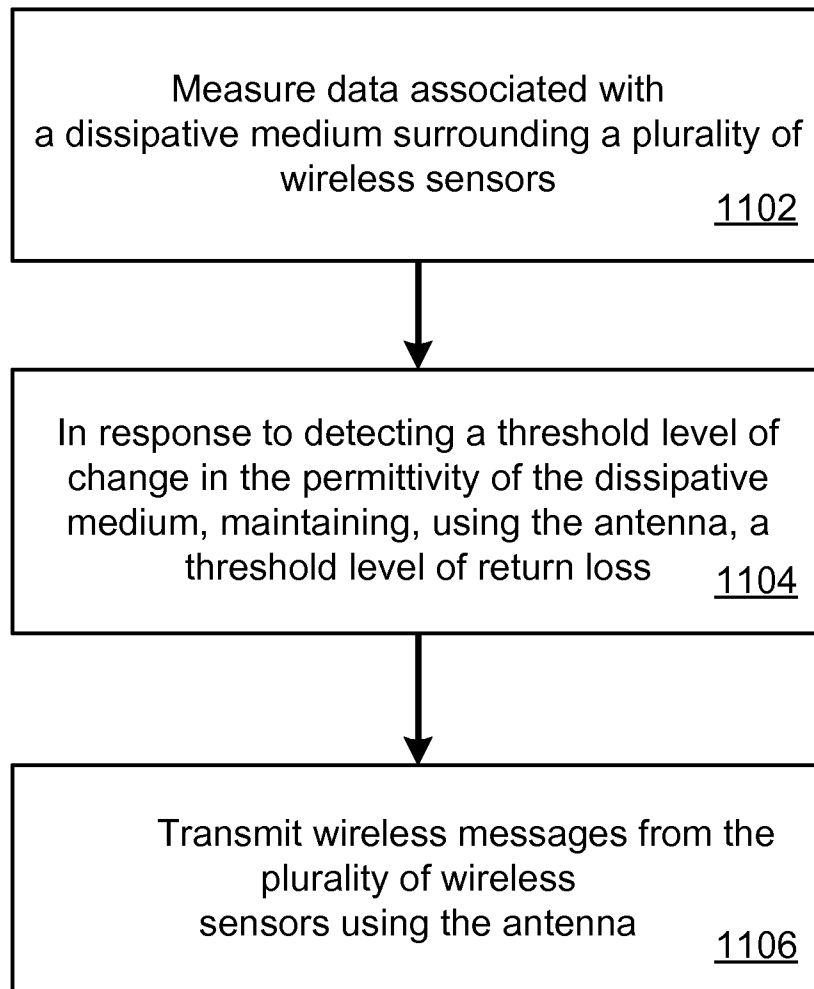 Measure data associated with
a dissipative medium surrounding a plurality of
wireless sensors
1102
In response to detecting a threshold level of
change in the permittivity of the dissipative
medium, maintaining, using the antenna, a
threshold level of return loss
1104
Transmit wireless messages from the
plurality of wireless
sensors using the antenna
1106